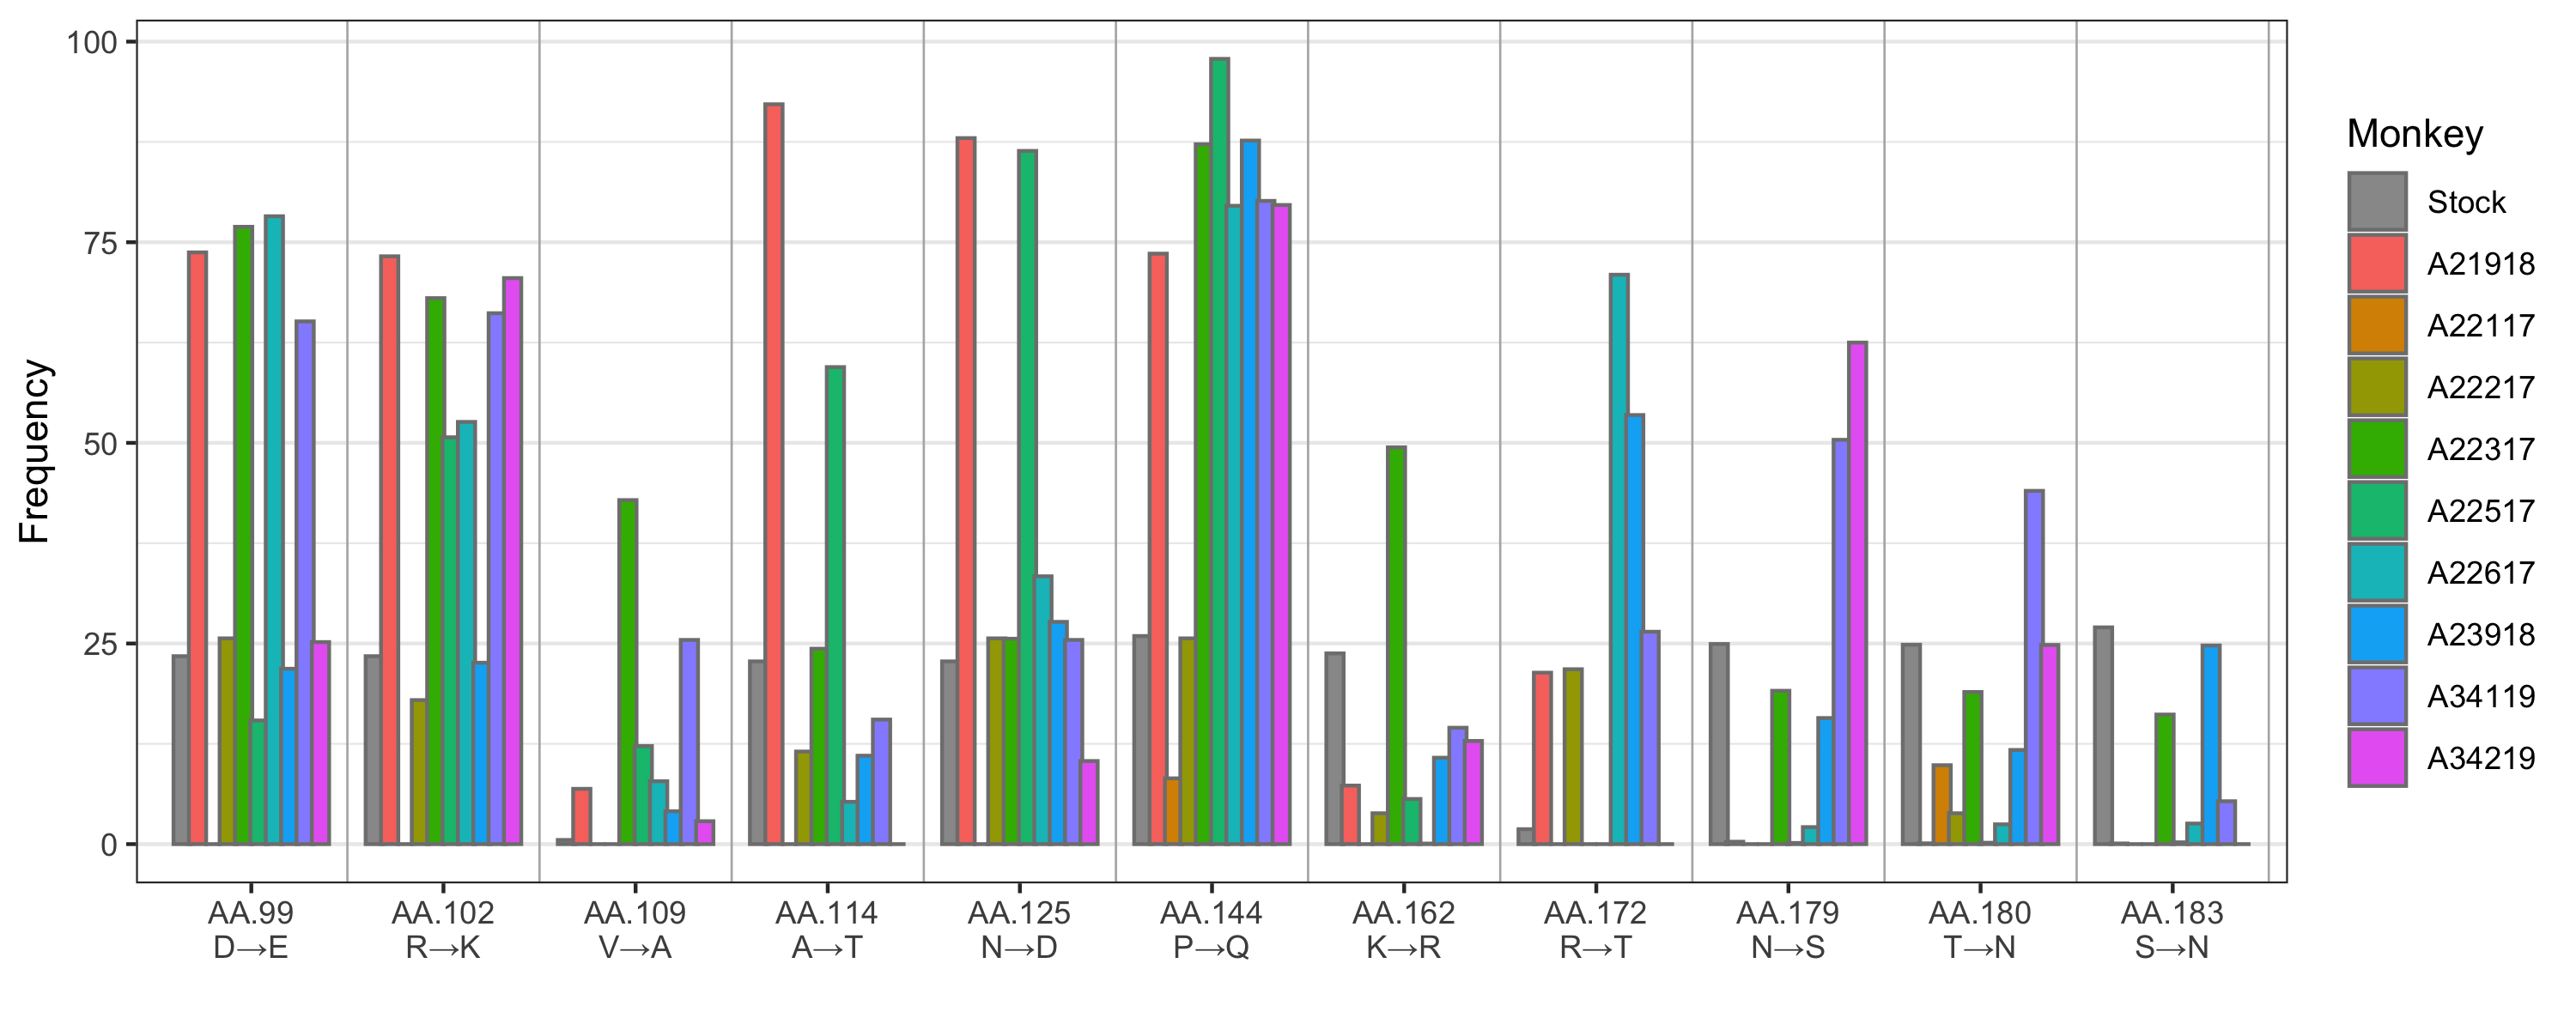 Frequency
100
75
50
25
0
AA.99 AA.102 AA.109 AA.114 AA.125 AA.144 AA.162 AA.172 AA.179 AA.180 AA.183
D→E R→K V→A A→T N→D P→Q K→R R→T N→S T→N S→N
Monkey
Stock
A21918
A22117
A22217
A22317
A22517
A22617
A23918
A34119
A34219